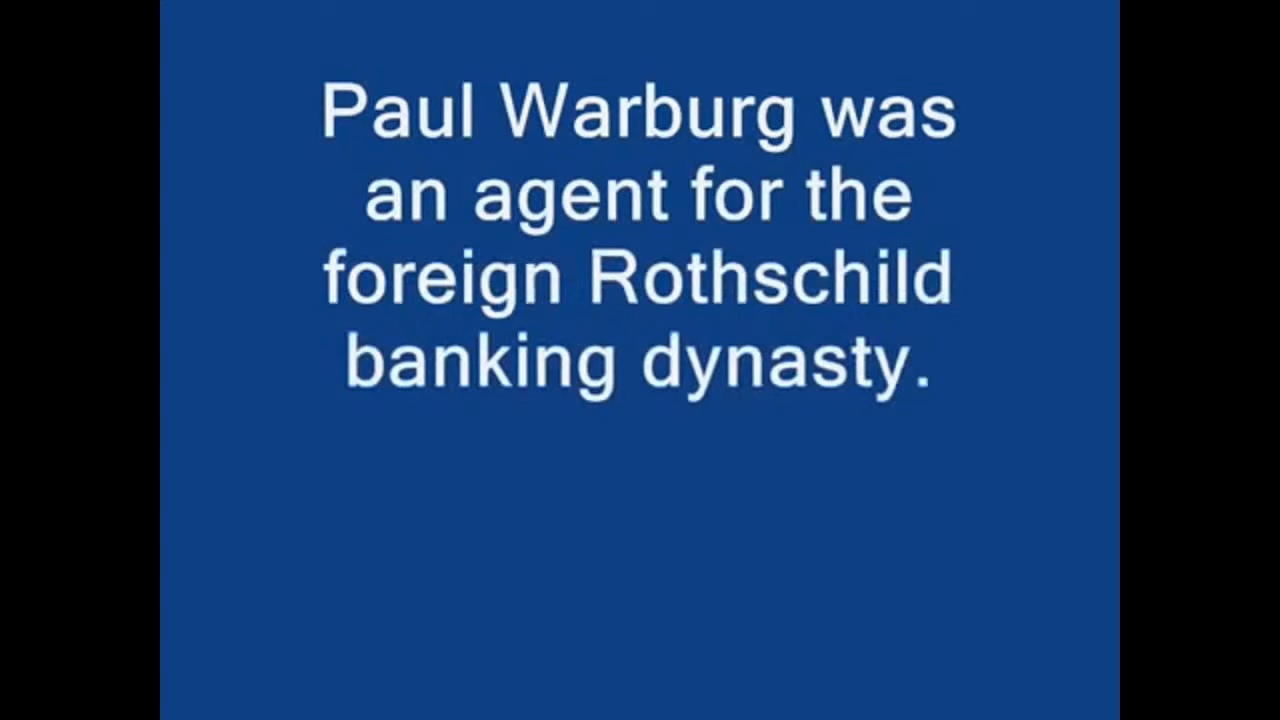 Paul Warburg was
an agent for the
foreign Rothschild
banking dynasty.